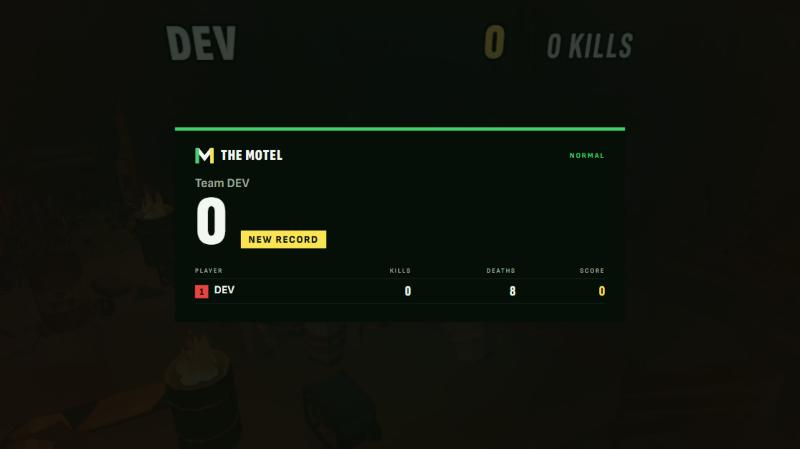 DEV 0 0 KILLS
THE MOTEL NORMAL
Team DEV
0 NEW RECORD
PLAYER KILLS DEATHS SCORE
1 DEV 0 8 0